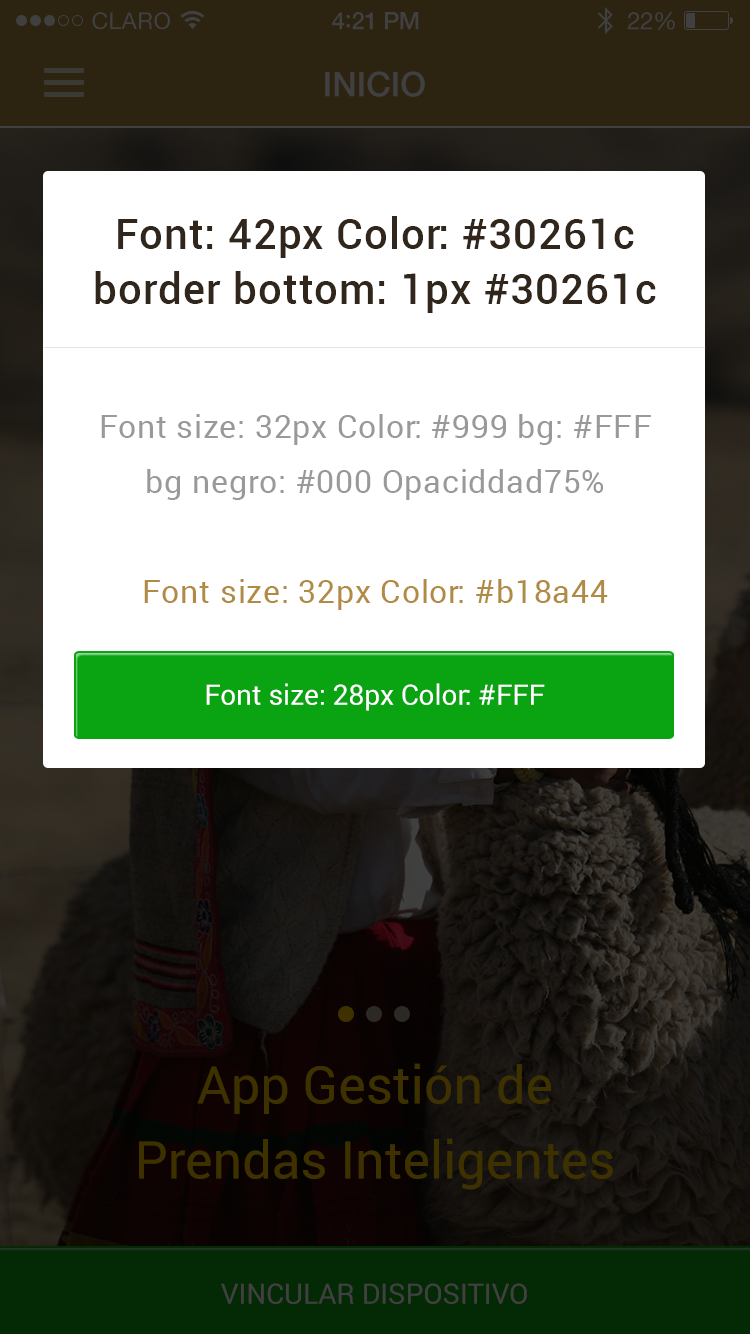 CLARO 4:21 PM 22%
INICIO
Font: 42px Color: #30261c
border bottom: 1px #30261c
Font size: 32px Color: #999 bg: #FFF
bg negro: #000 Opaciddad75%
Font size: 32px Color: #b18a44
Font size: 28px Color: #FFF
App Gestión de
Prendas Inteligentes
VINCULAR DISPOSITIVO